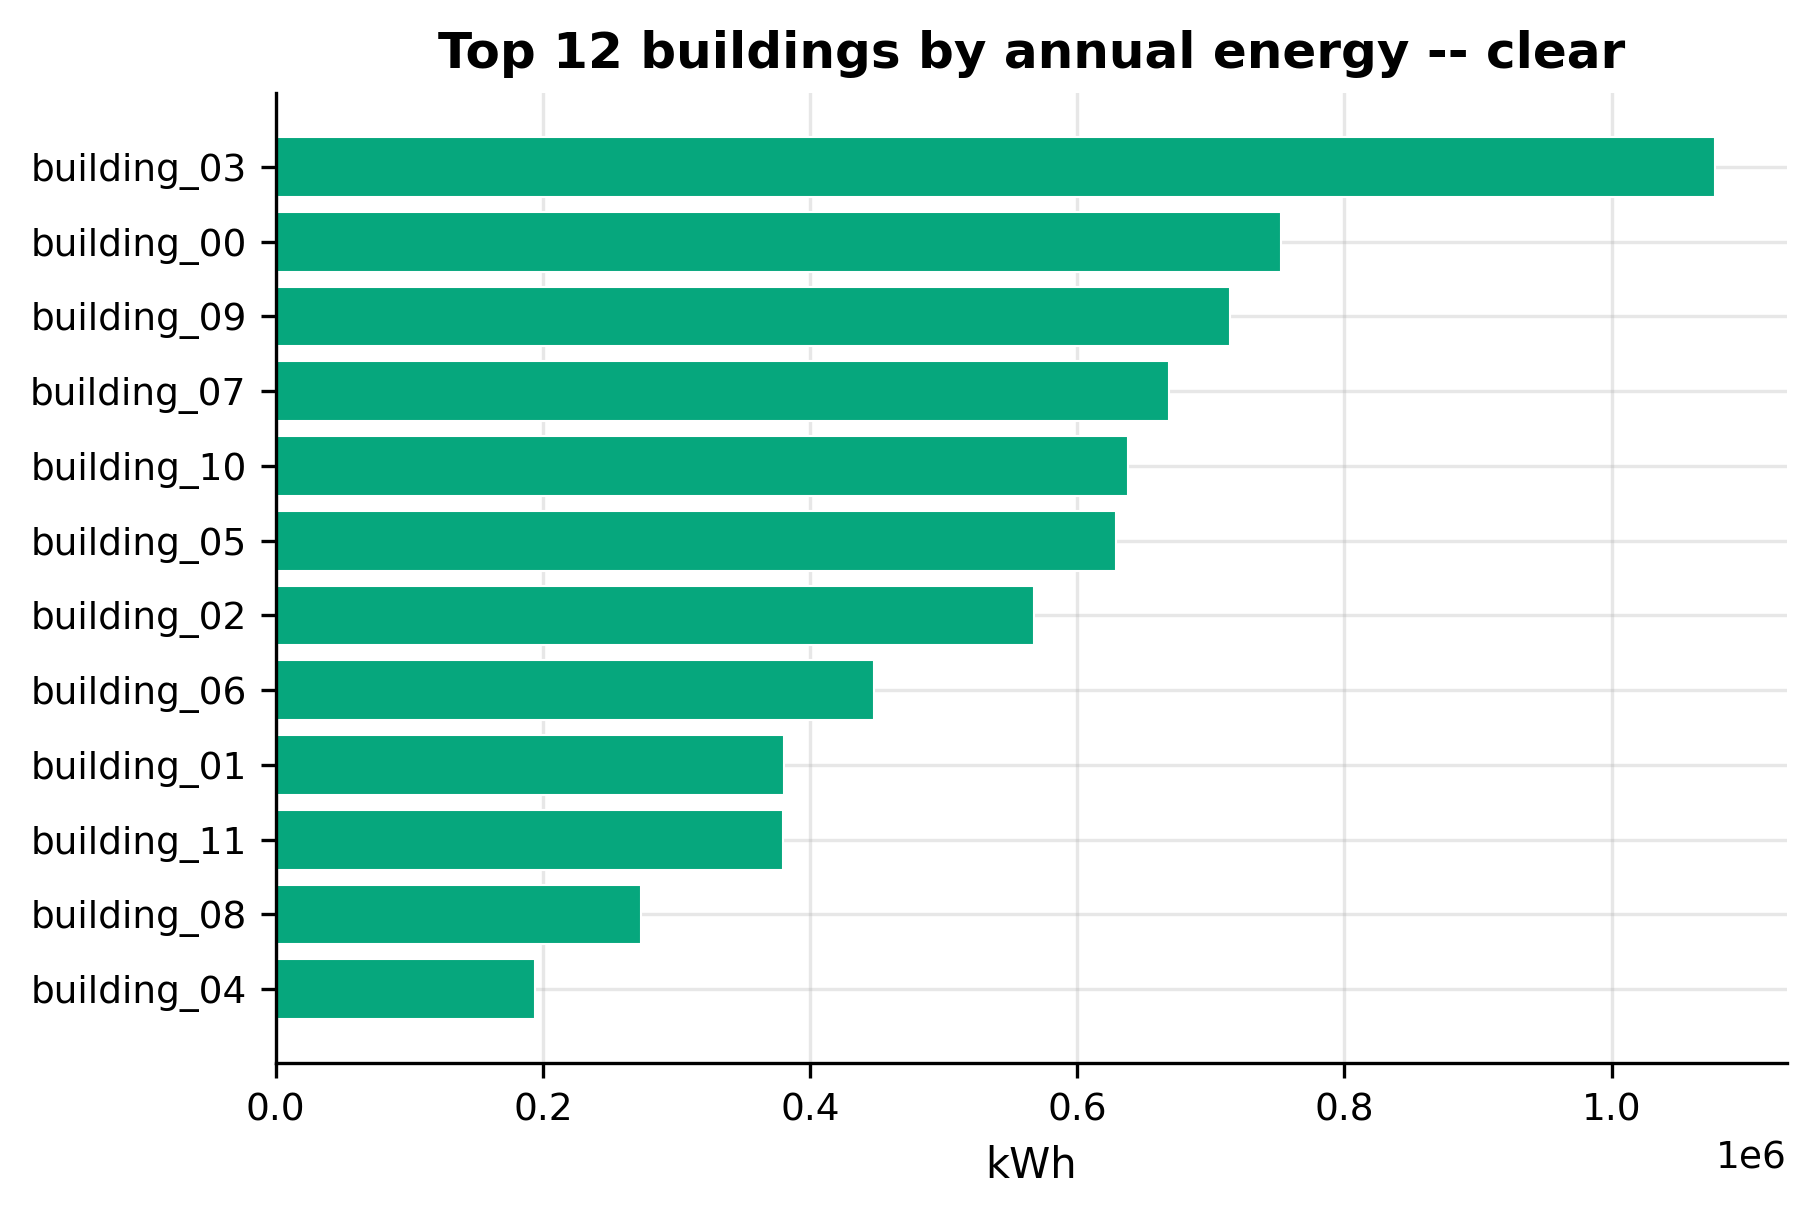 Top 12 buildings by annual energy -- clear
building_03
building_00
building_09
building_07
building_10
building_05
building_02
building_06
building_01
building_11
building_08
building_04
0.0 0.2 0.4 0.6 0.8 1.0
1e6
kWh